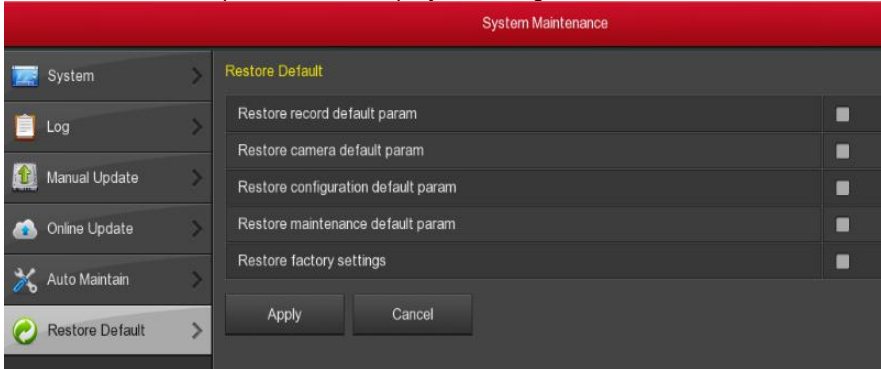 System Maintenance
System
Log
Manual Update
Online Update
Auto Maintain
Restore Default
Restore Default
Restore record default param
Restore camera default param
Restore configuration default param
Restore maintenance default param
Restore factory settings
Apply
Cancel